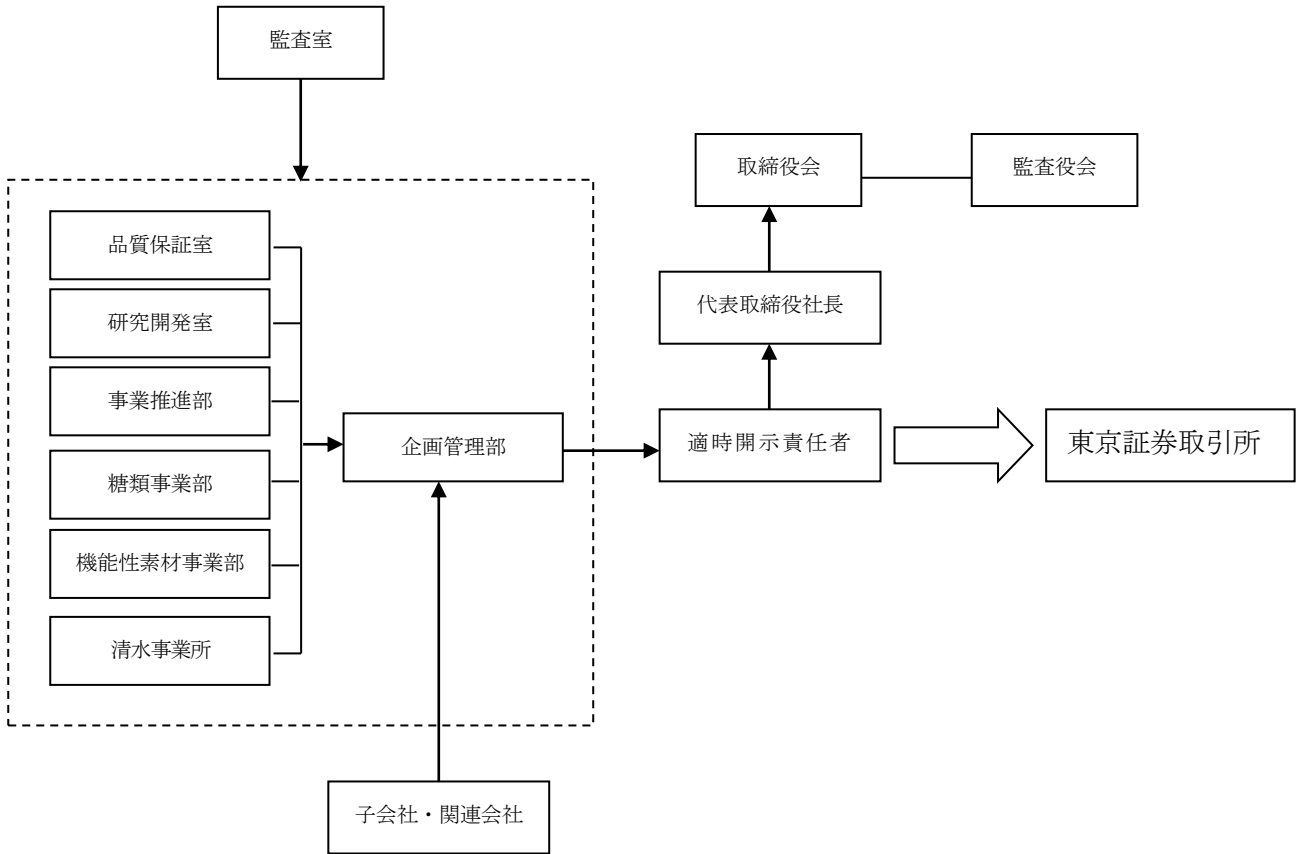 監査室
取締役会
監査役会
品質保証室
代表取締役社長
研究開発室
事業推進部
企画管理部
適時開示責任者
東京証券取引所
糖類事業部
機能性素材事業部
清水事業所
子会社・関連会社